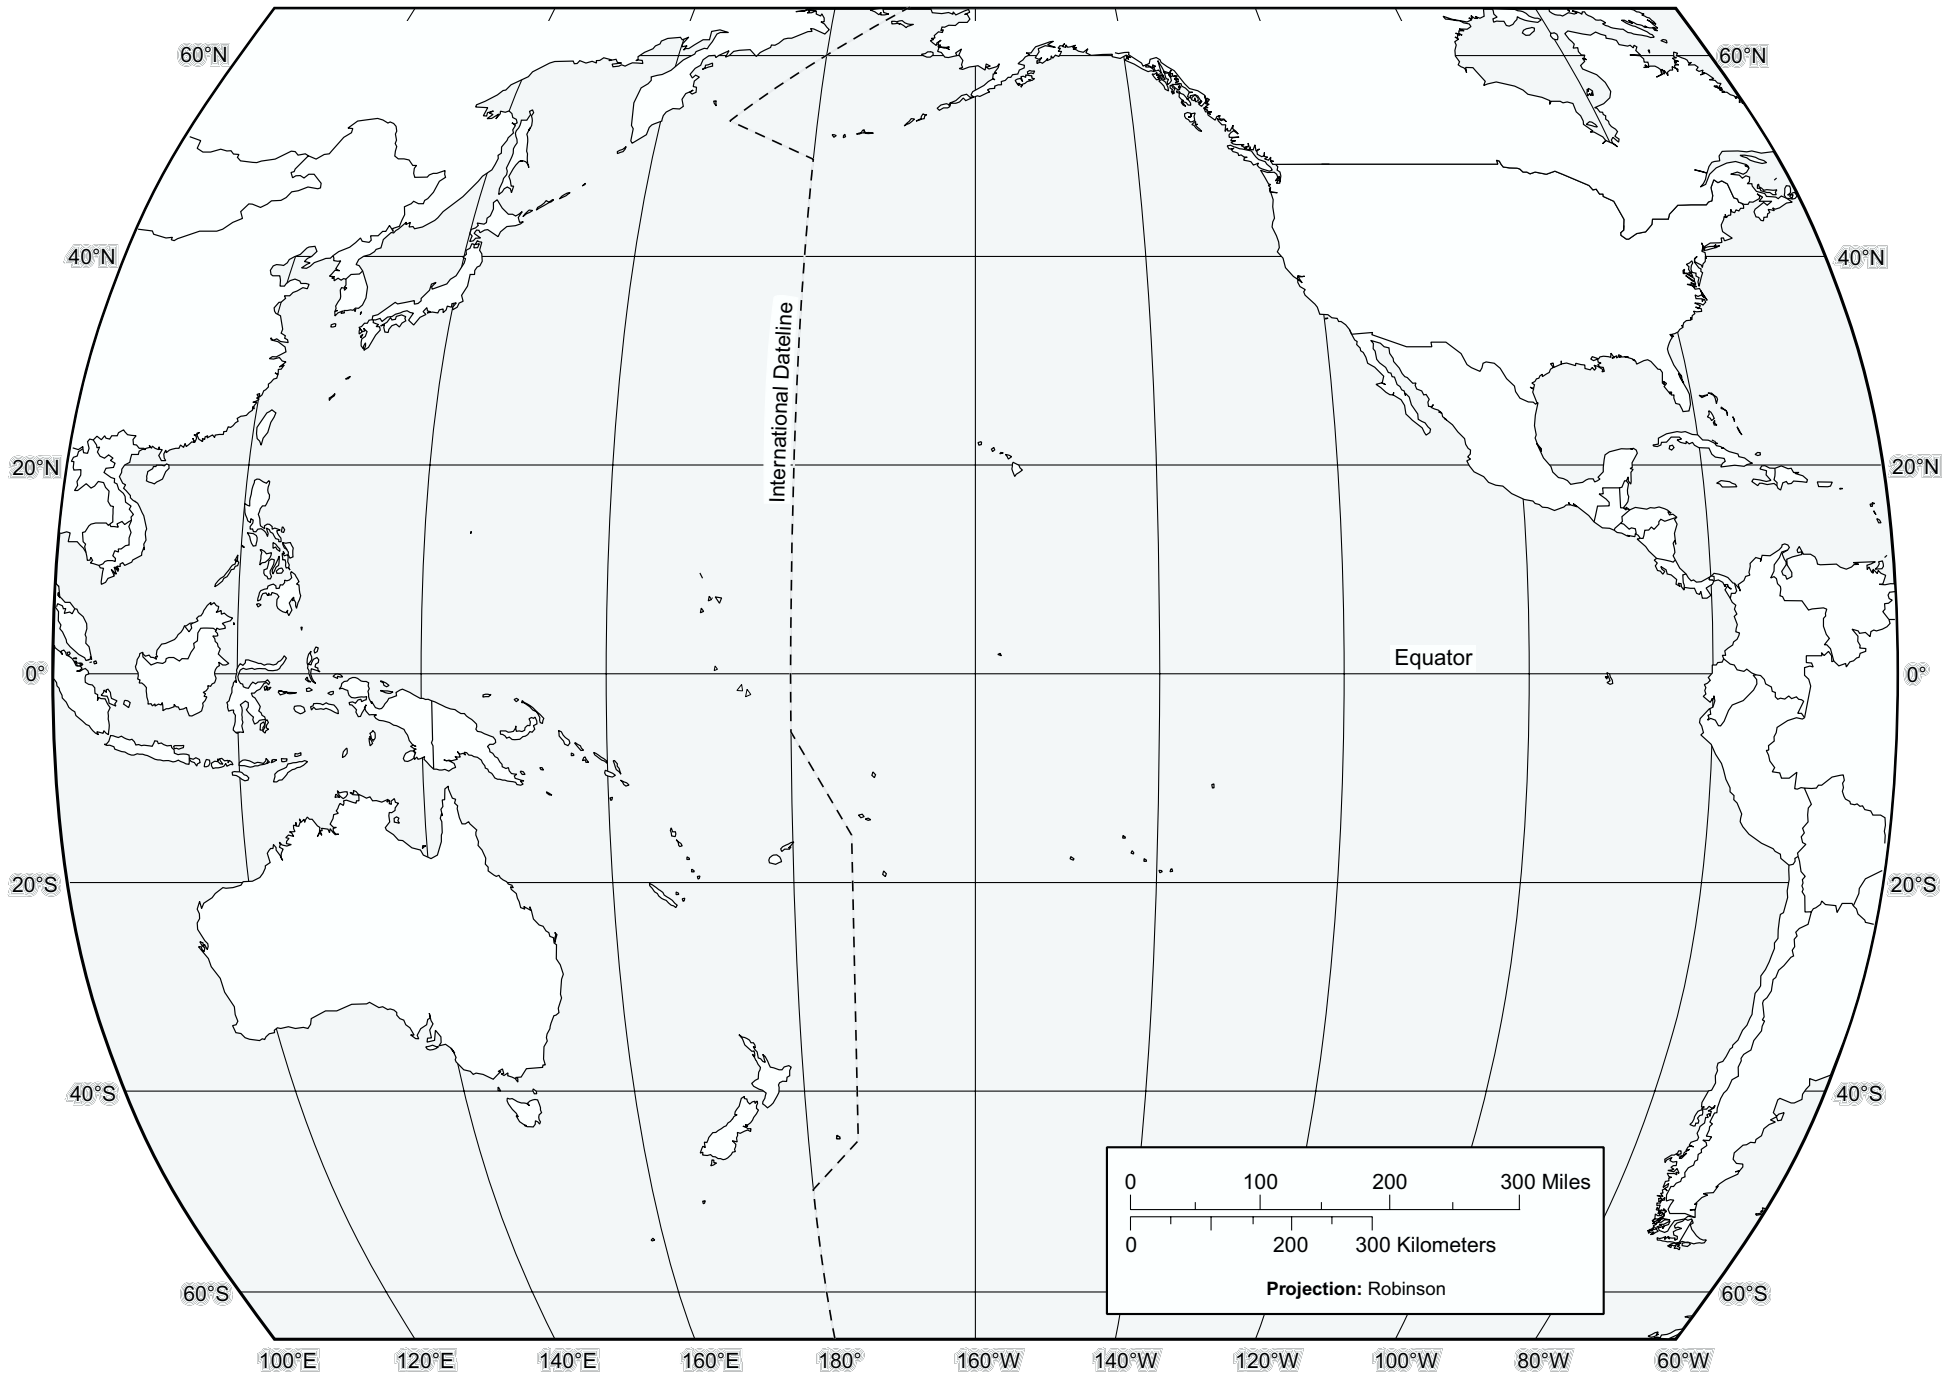 60°N
60°N
40°N
40°N
International Dateline
20°N
20°N
Equator
0°
0°
20°S
20°S
40°S
40°S
0 100 200 300 Miles
0 200 300 Kilometers
Projection: Robinson
60°S
60°S
100°E 120°E 140°E 160°E 180° 160°W 140°W 120°W 100°W 80°W 60°W